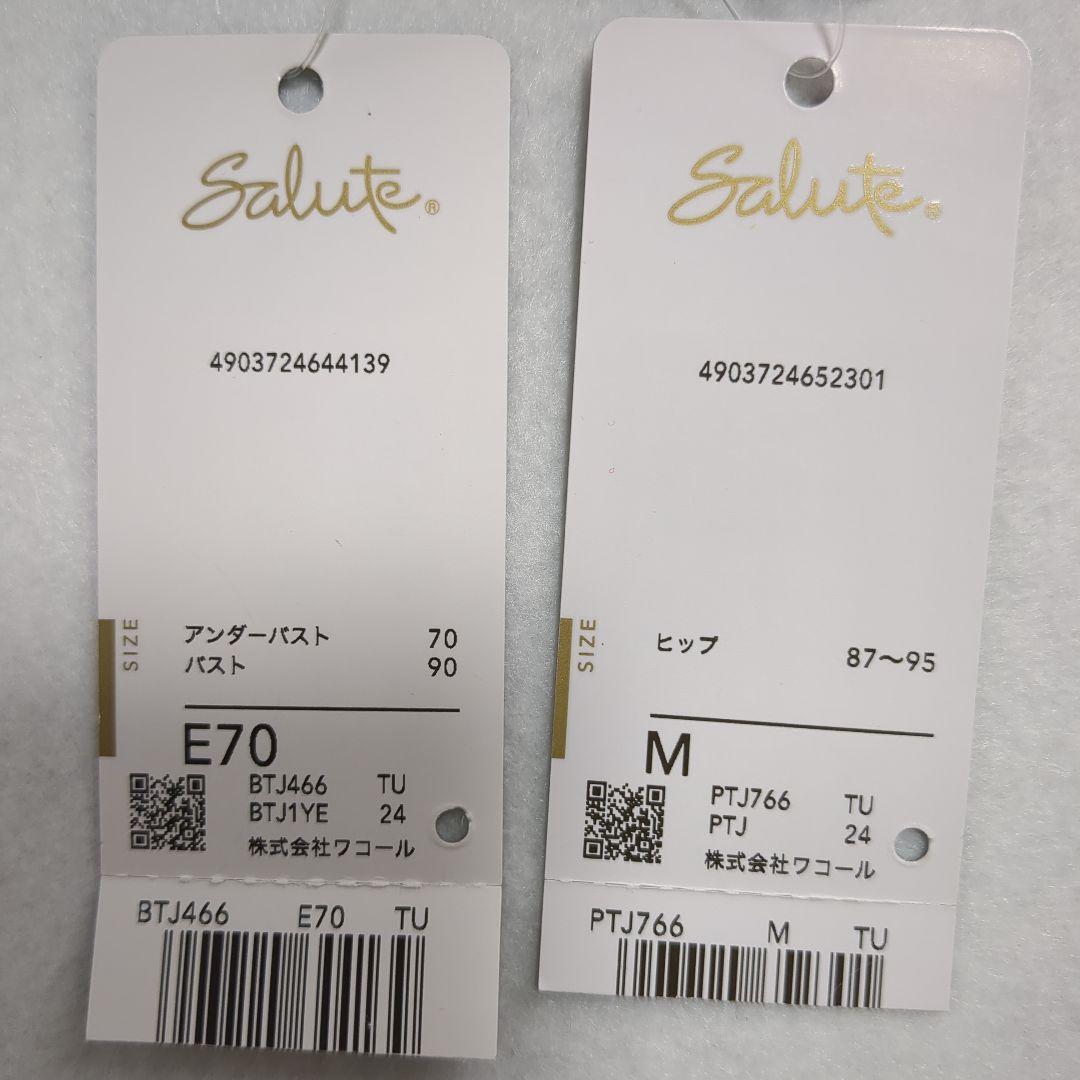 Salute®
4903724644139
SIZE
アンダーバスト 70
バスト 90
E70
BTJ466 TU
BTJ1YE 24
株式会社ワコール
BTJ466 E70 TU
Salute®
4903724652301
SIZE
ヒップ 87〜95
M
PTJ766 TU
PTJ 24
株式会社ワコール
PTJ766 M TU